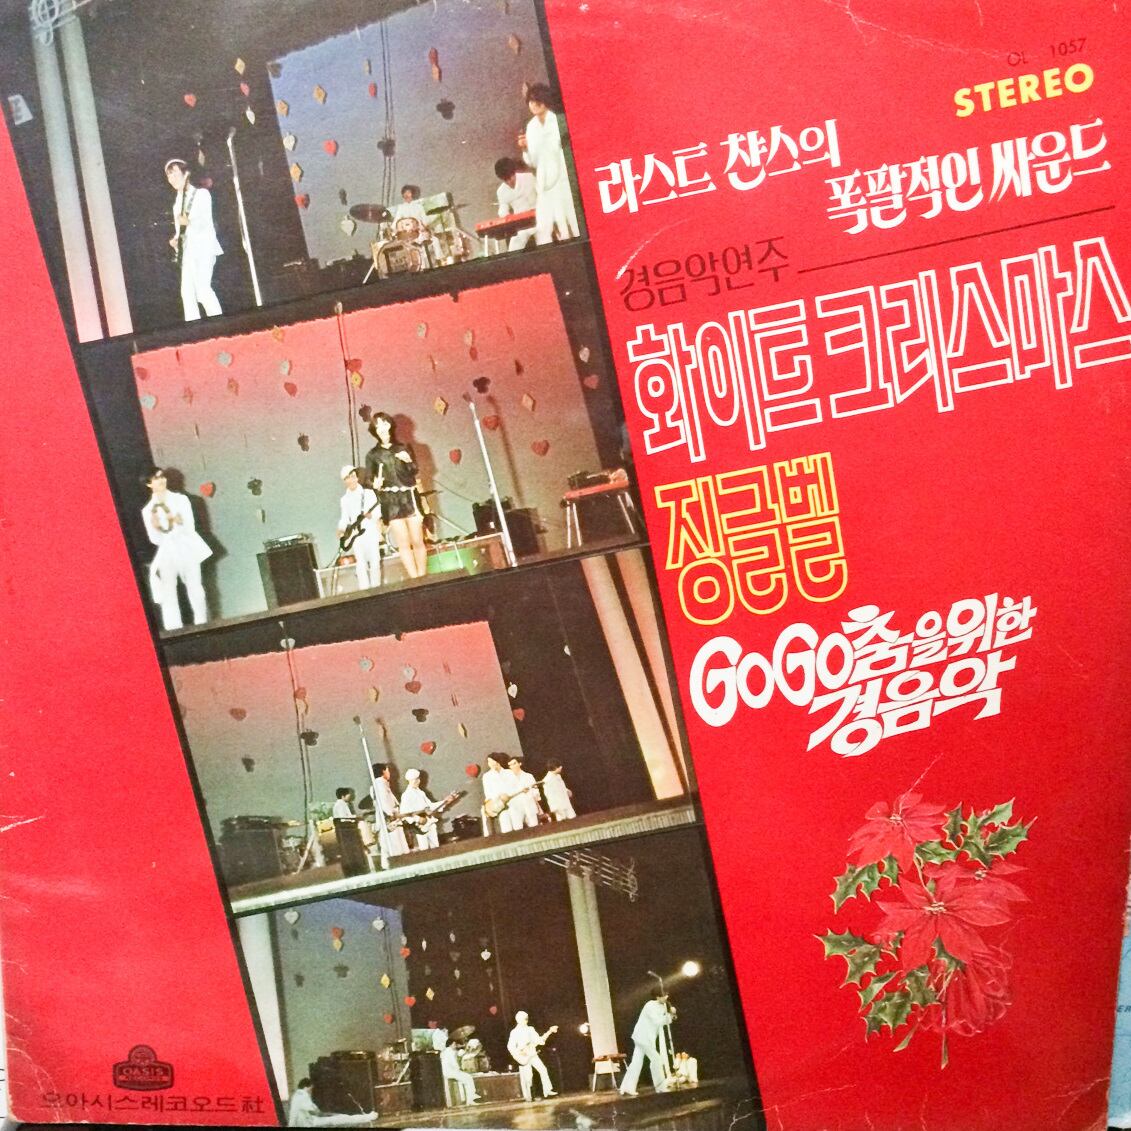 OL 1057
STEREO
라스트 챤스의
폭팔적인 싸운드
경음악연주
화이트 크리스마스
징글벨
GoGo춤을위한
경음악
OASIS
RECORDS
오아시스레코오드社